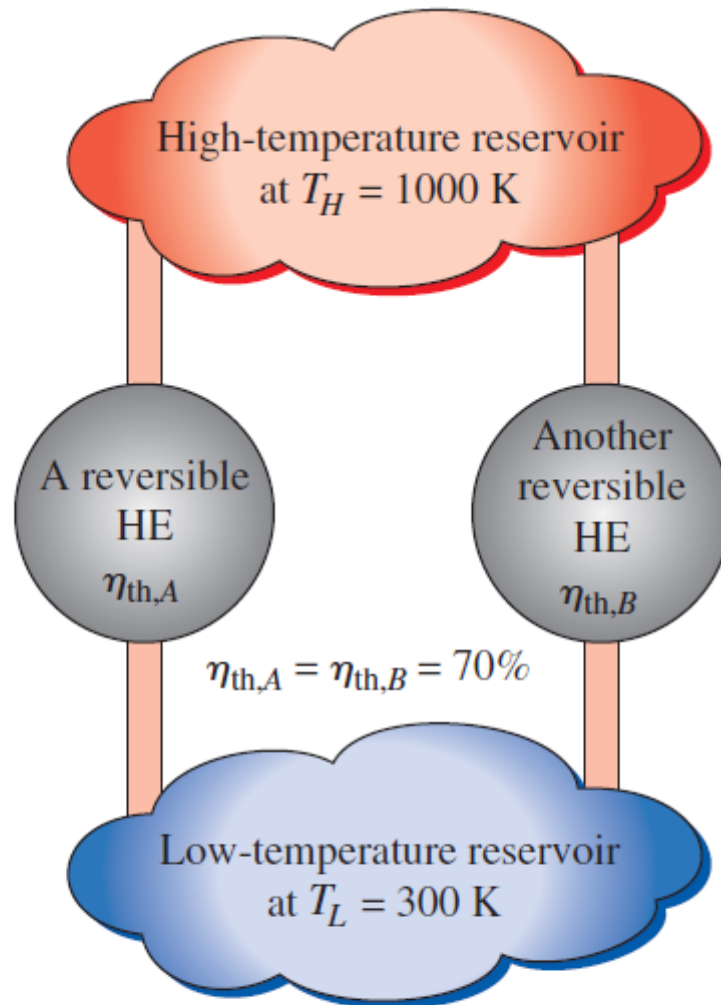 High-temperature reservoir
at T_H = 1000 K
A reversible
HE
η_th,A
Another
reversible
HE
η_th,B
η_th,A = η_th,B = 70%
Low-temperature reservoir
at T_L = 300 K